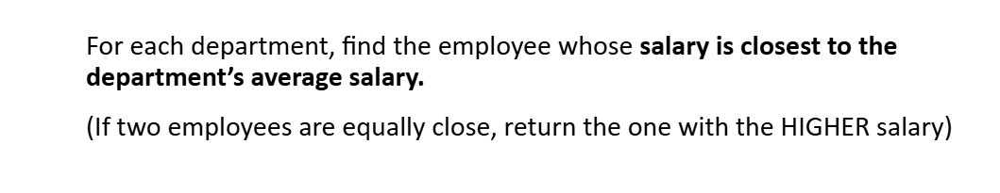 For each department, find the employee whose salary is closest to the
department’s average salary.
(If two employees are equally close, return the one with the HIGHER salary)